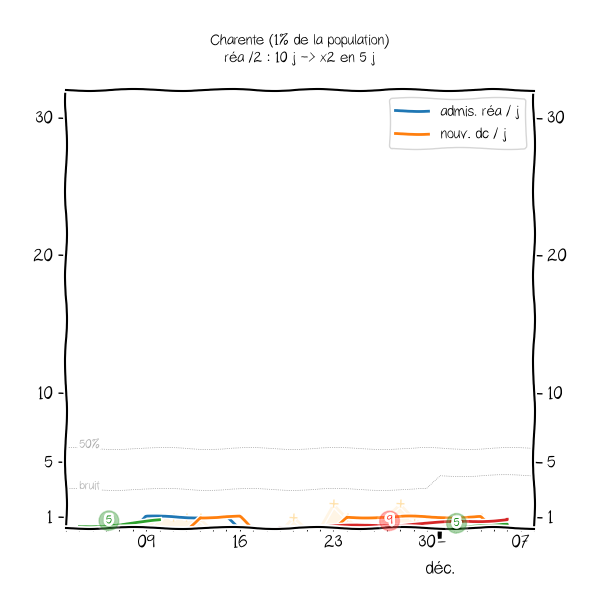 Charente (1% de la population)
réa /2 : 10 j -> x2 en 5 j
admis. réa / j
nouv. dc / j
30 30
20 20
10 10
50%
5 5
bruit
1 5 9 5 1
09 16 23 30 07
déc.